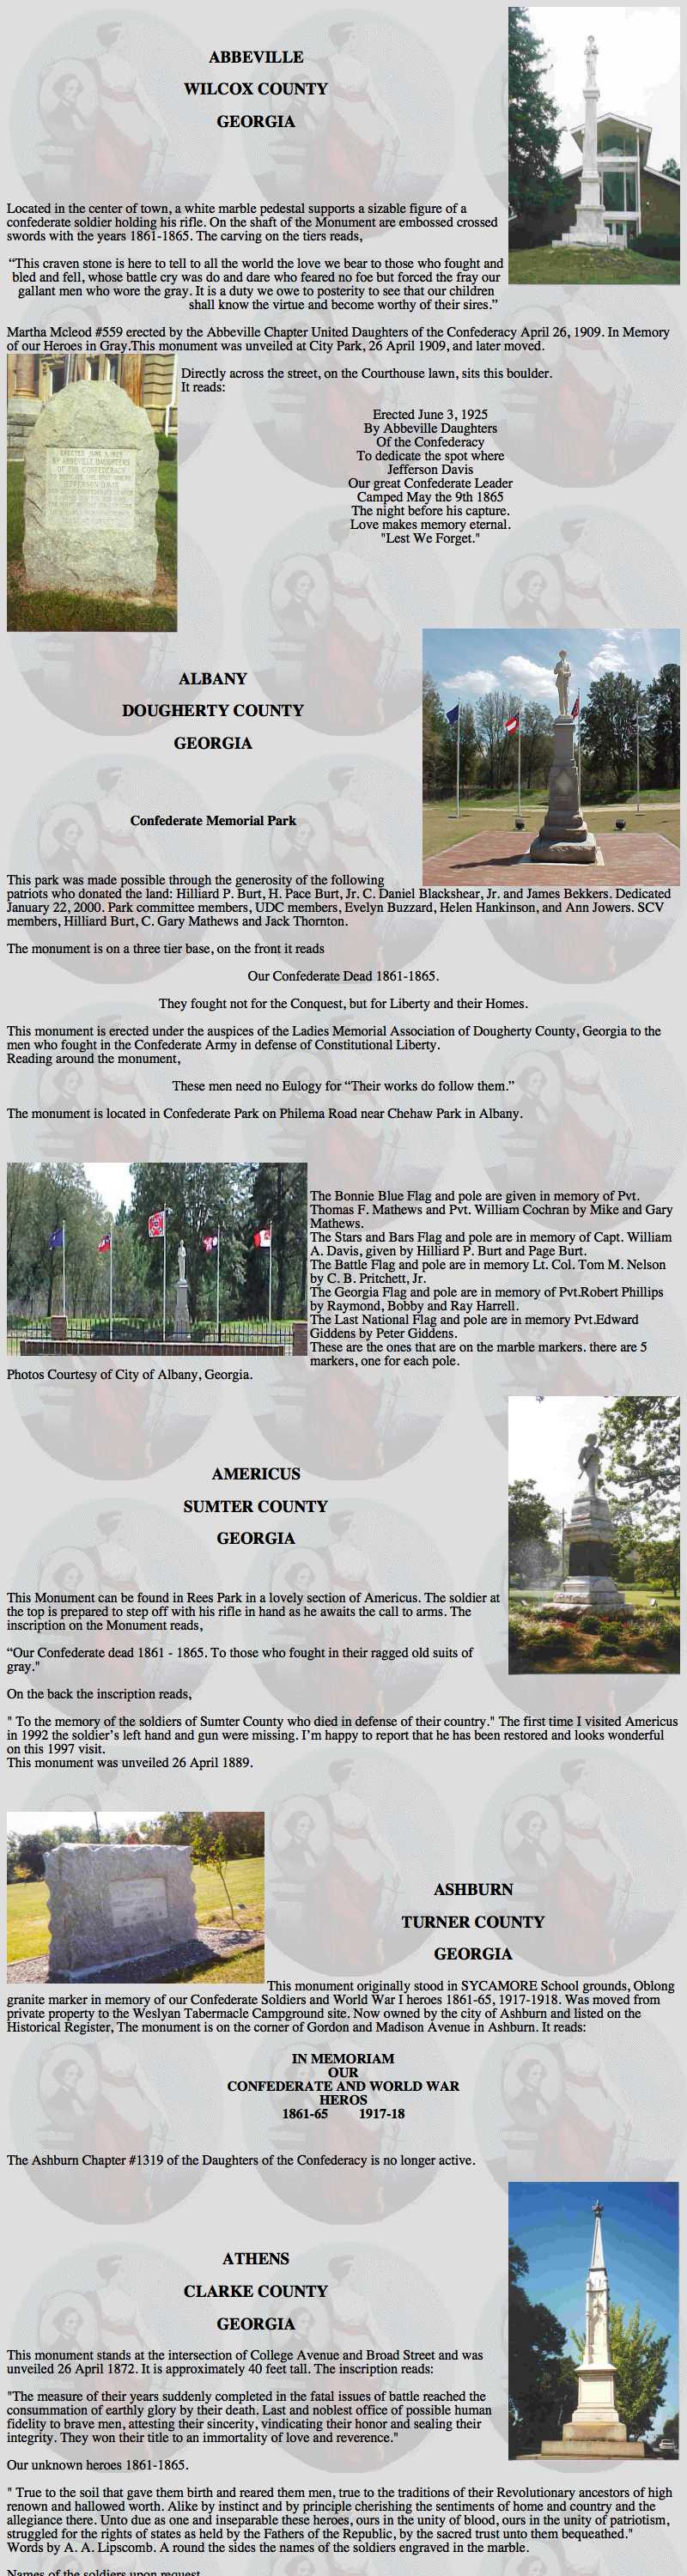 ABBEVILLE
WILCOX COUNTY
GEORGIA
Located in the center of town, a white marble pedestal supports a sizable figure of a
confederate soldier holding his rifle. On the shaft of the Monument are embossed crossed
swords with the years 1861-1865. The carving on the tiers reads,
“This craven stone is here to tell to all the world the love we bear to those who fought and
bled and fell, whose battle cry was do and dare who feared no foe but forced the fray our
gallant men who wore the gray. It is a duty we owe to posterity to see that our children
shall know the virtue and become worthy of their sires.”
Martha Mcleod #559 erected by the Abbeville Chapter United Daughters of the Confederacy April 26, 1909. In Memory
of our Heroes in Gray.This monument was unveiled at City Park, 26 April 1909, and later moved.
Directly across the street, on the Courthouse lawn, sits this boulder.
It reads:
Erected June 3, 1925
By Abbeville Daughters
Of the Confederacy
To dedicate the spot where
Jefferson Davis
Our great Confederate Leader
Camped May the 9th 1865
The night before his capture.
Love makes memory eternal.
"Lest We Forget."
ALBANY
DOUGHERTY COUNTY
GEORGIA
Confederate Memorial Park
This park was made possible through the generosity of the following
patriots who donated the land: Hilliard P. Burt, H. Pace Burt, Jr. C. Daniel Blackshear, Jr. and James Bekkers. Dedicated
January 22, 2000. Park committee members, UDC members, Evelyn Buzzard, Helen Hankinson, and Ann Jowers. SCV
members, Hilliard Burt, C. Gary Mathews and Jack Thornton.
The monument is on a three tier base, on the front it reads
Our Confederate Dead 1861-1865.
They fought not for the Conquest, but for Liberty and their Homes.
This monument is erected under the auspices of the Ladies Memorial Association of Dougherty County, Georgia to the
men who fought in the Confederate Army in defense of Constitutional Liberty.
Reading around the monument,
These men need no Eulogy for “Their works do follow them.”
The monument is located in Confederate Park on Philema Road near Chehaw Park in Albany.
The Bonnie Blue Flag and pole are given in memory of Pvt.
Thomas F. Mathews and Pvt. William Cochran by Mike and Gary
Mathews.
The Stars and Bars Flag and pole are in memory of Capt. William
A. Davis, given by Hilliard P. Burt and Page Burt.
The Battle Flag and pole are in memory Lt. Col. Tom M. Nelson
by C. B. Pritchett, Jr.
The Georgia Flag and pole are in memory of Pvt.Robert Phillips
by Raymond, Bobby and Ray Harrell.
The Last National Flag and pole are in memory Pvt.Edward
Giddens by Peter Giddens.
These are the ones that are on the marble markers. there are 5
markers, one for each pole.
Photos Courtesy of City of Albany, Georgia.
AMERICUS
SUMTER COUNTY
GEORGIA
This Monument can be found in Rees Park in a lovely section of Americus. The soldier at
the top is prepared to step off with his rifle in hand as he awaits the call to arms. The
inscription on the Monument reads,
“Our Confederate dead 1861 - 1865. To those who fought in their ragged old suits of
gray."
On the back the inscription reads,
" To the memory of the soldiers of Sumter County who died in defense of their country." The first time I visited Americus
in 1992 the soldier’s left hand and gun were missing. I’m happy to report that he has been restored and looks wonderful
on this 1997 visit.
This monument was unveiled 26 April 1889.
ASHBURN
TURNER COUNTY
GEORGIA
This monument originally stood in SYCAMORE School grounds, Oblong
granite marker in memory of our Confederate Soldiers and World War I heroes 1861-65, 1917-1918. Was moved from
private property to the Weslyan Tabermacle Campground site. Now owned by the city of Ashburn and listed on the
Historical Register, The monument is on the corner of Gordon and Madison Avenue in Ashburn. It reads:
IN MEMORIAM
OUR
CONFEDERATE AND WORLD WAR
HEROS
1861-65 1917-18
The Ashburn Chapter #1319 of the Daughters of the Confederacy is no longer active.
ATHENS
CLARKE COUNTY
GEORGIA
This monument stands at the intersection of College Avenue and Broad Street and was
unveiled 26 April 1872. It is approximately 40 feet tall. The inscription reads:
"The measure of their years suddenly completed in the fatal issues of battle reached the
consummation of earthly glory by their death. Last and noblest office of possible human
fidelity to brave men, attesting their sincerity, vindicating their honor and sealing their
integrity. They won their title to an immortality of love and reverence."
Our unknown heroes 1861-1865.
" True to the soil that gave them birth and reared them men, true to the traditions of their Revolutionary ancestors of high
renown and hallowed worth. Alike by instinct and by principle cherishing the sentiments of home and country and the
allegiance there. Unto due as one and inseparable these heroes, ours in the unity of blood, ours in the unity of patriotism,
struggled for the rights of states as held by the Fathers of the Republic, by the sacred trust unto them bequeathed."
Words by A. A. Lipscomb. A round the sides the names of the soldiers engraved in the marble.
Names of the soldiers upon request